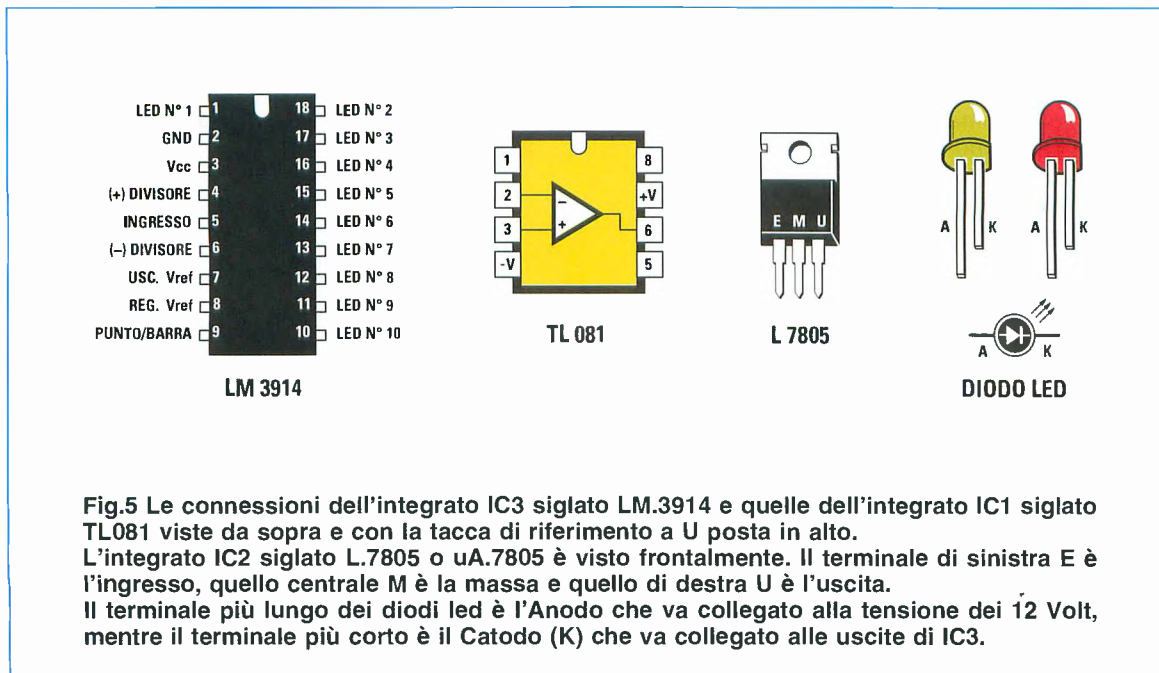 LED N° 1 1 18 LED N° 2
GND 2 17 LED N° 3
Vcc 3 16 LED N° 4
(+) DIVISORE 4 15 LED N° 5
INGRESSO 5 14 LED N° 6
(–) DIVISORE 6 13 LED N° 7
USC. Vref 7 12 LED N° 8
REG. Vref 8 11 LED N° 9
PUNTO/BARRA 9 10 LED N° 10
LM 3914
1 8
2 – +V
3 + 6
-V 5
TL 081
E M U
L 7805
A K A K
A K
DIODO LED
Fig.5 Le connessioni dell'integrato IC3 siglato LM.3914 e quelle dell'integrato IC1 siglato
TL081 viste da sopra e con la tacca di riferimento a U posta in alto.
L'integrato IC2 siglato L.7805 o uA.7805 è visto frontalmente. Il terminale di sinistra E è
l'ingresso, quello centrale M è la massa e quello di destra U è l'uscita.
Il terminale più lungo dei diodi led è l'Anodo che va collegato alla tensione dei 12 Volt,
mentre il terminale più corto è il Catodo (K) che va collegato alle uscite di IC3.